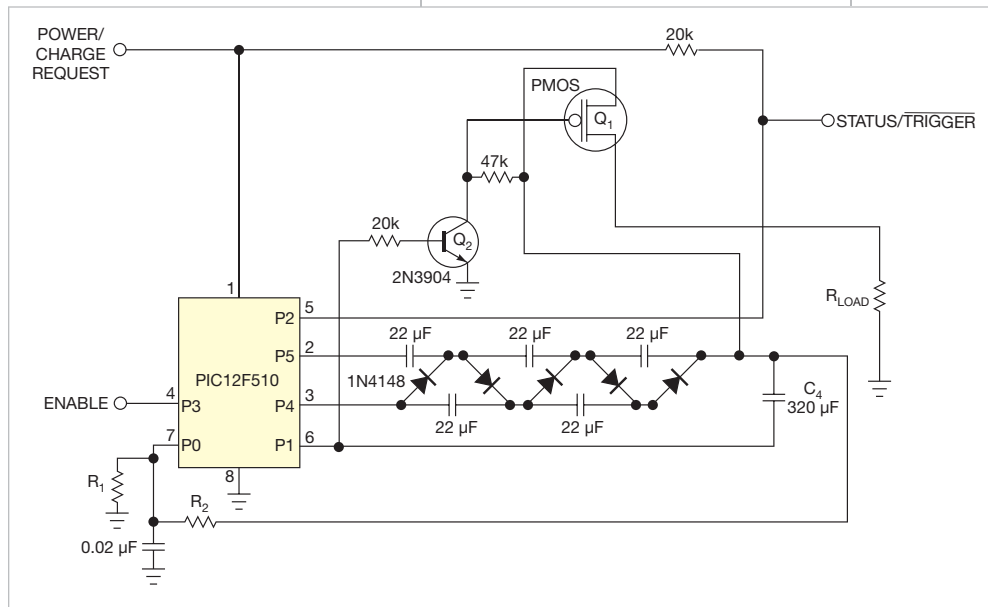 POWER/
CHARGE
REQUEST
20k
PMOS
Q1
STATUS/TRIGGER
47k
20k
Q2
2N3904
RLOAD
1
P2
5
22 µF
22 µF
22 µF
P5
2
PIC12F510
1N4148
ENABLE
4
P3
P4
3
C4
320 µF
22 µF
22 µF
7
P0
P1
6
8
R1
R2
0.02 µF